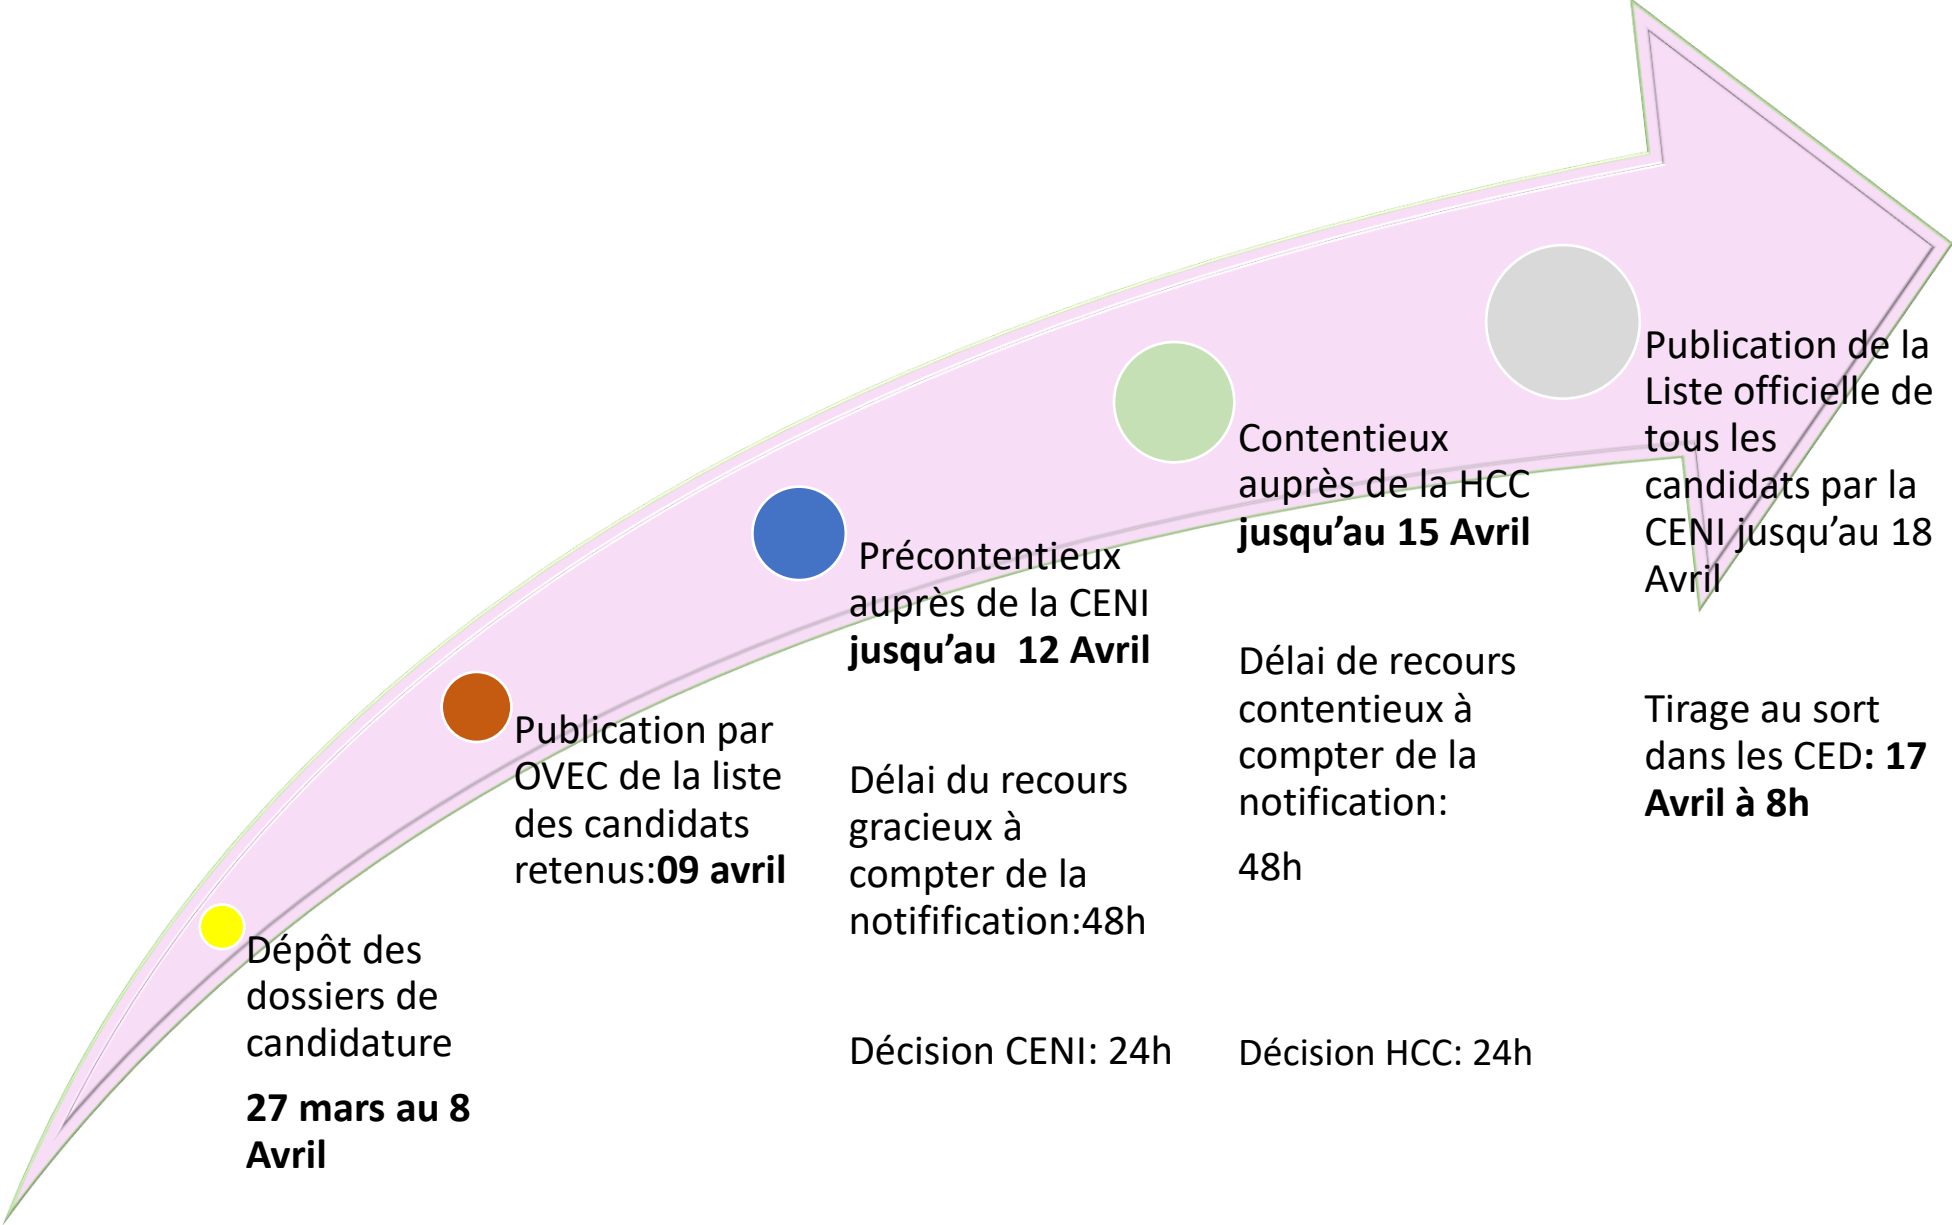 Dépôt des
dossiers de
candidature
27 mars au 8
Avril
Publication par
OVEC de la liste
des candidats
retenus:09 avril
Précontentieux
auprès de la CENI
jusqu’au  12 Avril
Délai du recours
gracieux à
compter de la
notifification:48h
Décision CENI: 24h
Contentieux
auprès de la HCC
jusqu’au 15 Avril
Délai de recours
contentieux à
compter de la
notification:
48h
Décision HCC: 24h
Publication de la
Liste officielle de
tous les
candidats par la
CENI jusqu’au 18
Avril
Tirage au sort
dans les CED: 17
Avril à 8h